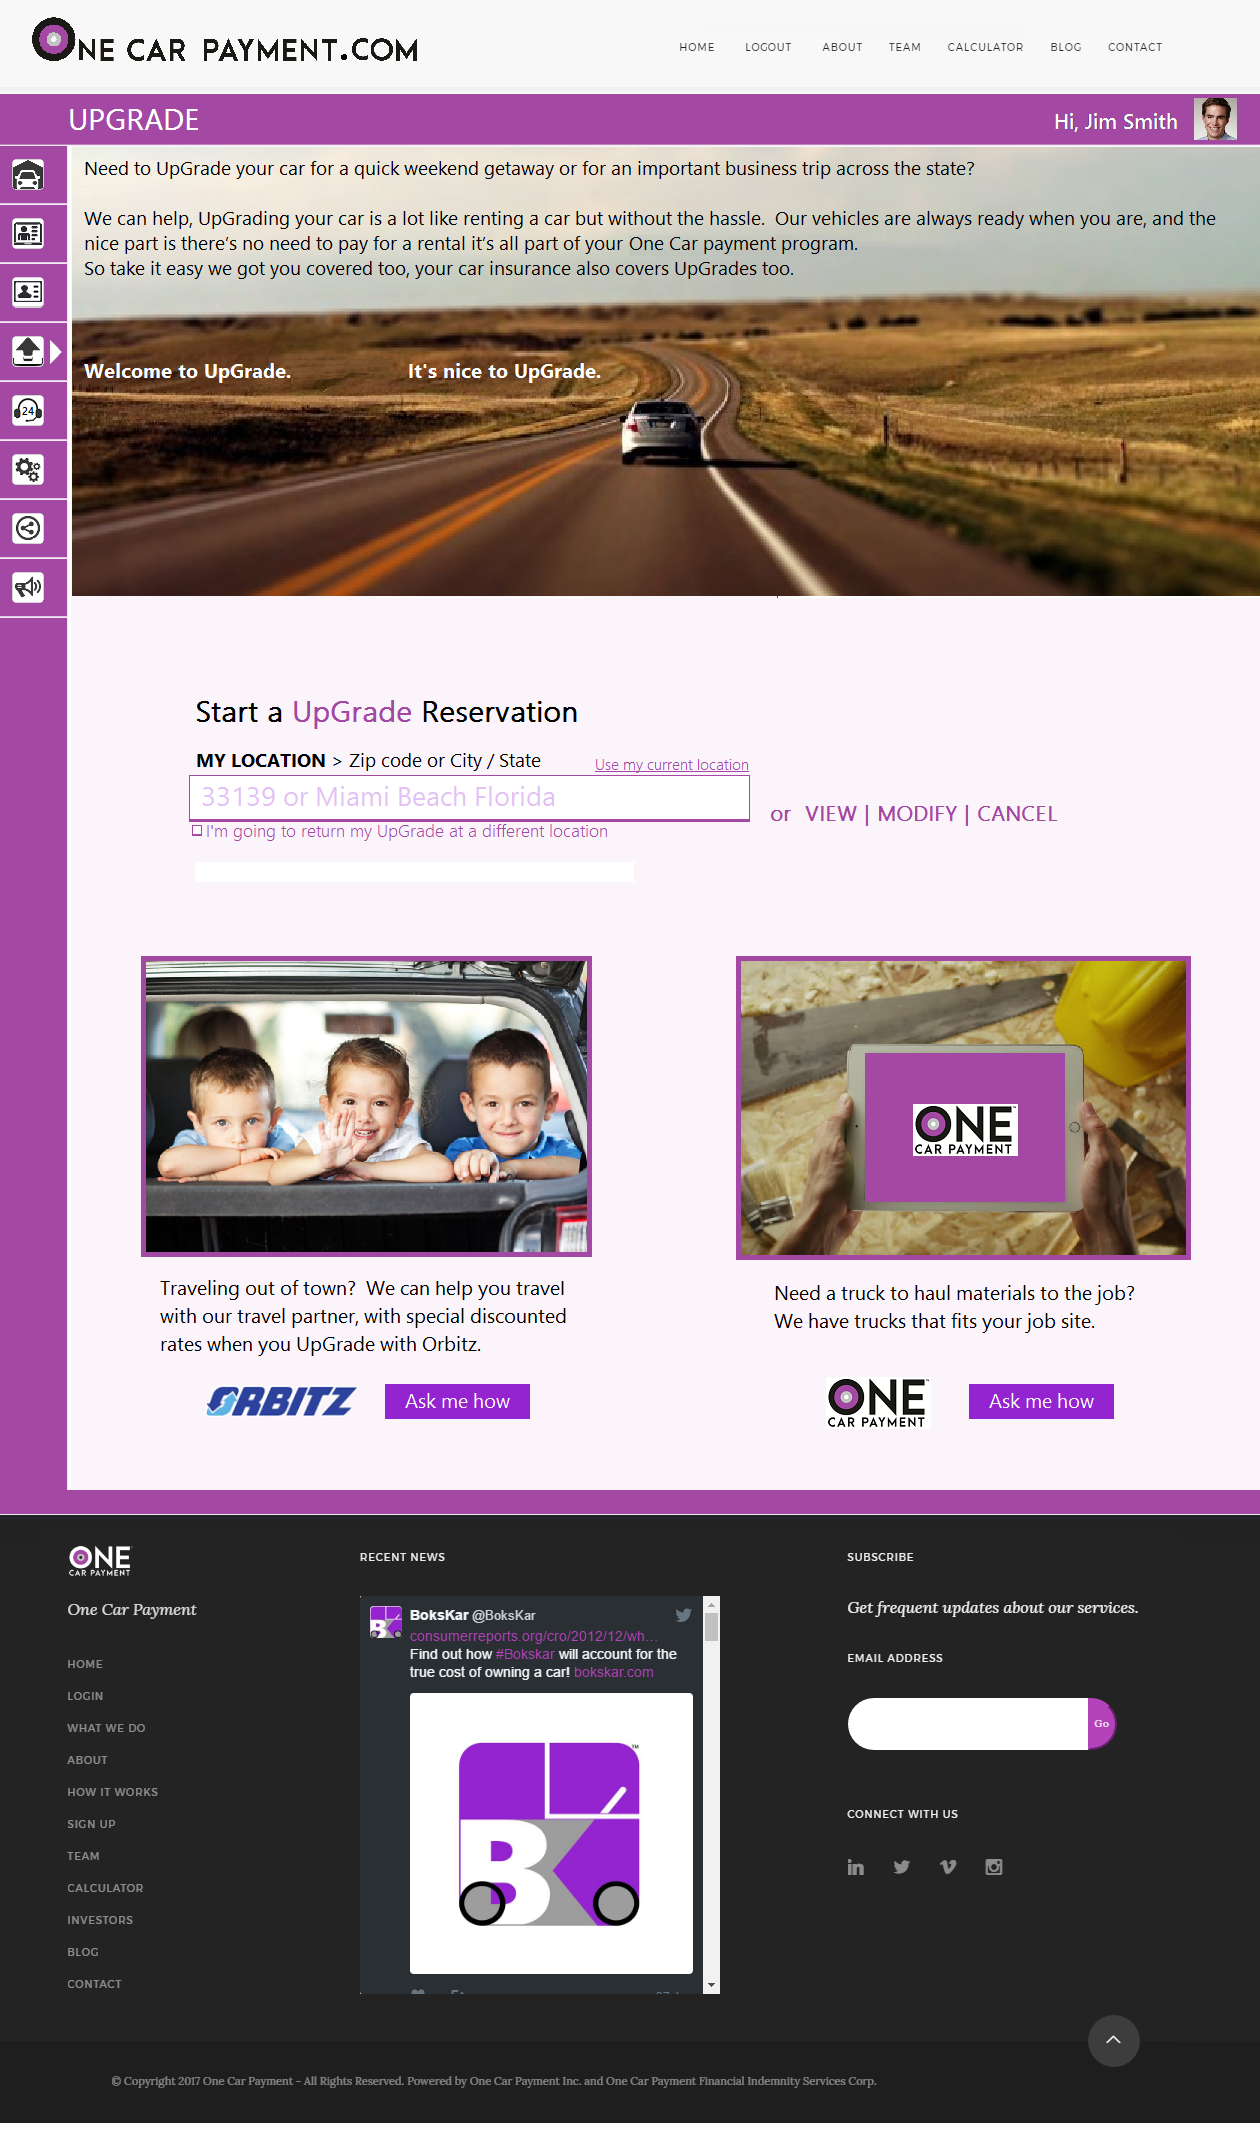 ONE CAR PAYMENT.COM
HOME LOGOUT ABOUT TEAM CALCULATOR BLOG CONTACT
UPGRADE
Hi, Jim Smith
Need to UpGrade your car for a quick weekend getaway or for an important business trip across the state?
We can help, UpGrading your car is a lot like renting a car but without the hassle. Our vehicles are always ready when you are, and the
nice part is there's no need to pay for a rental it's all part of your One Car payment program.
So take it easy we got you covered too, your car insurance also covers UpGrades too.
Welcome to UpGrade. It's nice to UpGrade.
24
Start a UpGrade Reservation
MY LOCATION > Zip code or City / State
Use my current location
33139 or Miami Beach Florida
or VIEW | MODIFY | CANCEL
I'm going to return my UpGrade at a different location
ONE
CAR PAYMENT
Traveling out of town? We can help you travel
with our travel partner, with special discounted
rates when you UpGrade with Orbitz.
ORBITZ
Ask me how
Need a truck to haul materials to the job?
We have trucks that fits your job site.
ONE
CAR PAYMENT
Ask me how
ONE
CAR PAYMENT
One Car Payment
HOME
LOGIN
WHAT WE DO
ABOUT
HOW IT WORKS
SIGN UP
TEAM
CALCULATOR
INVESTORS
BLOG
CONTACT
RECENT NEWS
BoksKar @BoksKar
consumerreports.org/cro/2012/12/wh…
Find out how #Bokskar will account for the
true cost of owning a car! bokskar.com
BK
SUBSCRIBE
Get frequent updates about our services.
EMAIL ADDRESS
Go
CONNECT WITH US
© Copyright 2017 One Car Payment - All Rights Reserved. Powered by One Car Payment Inc. and One Car Payment Financial Indemnity Services Corp.